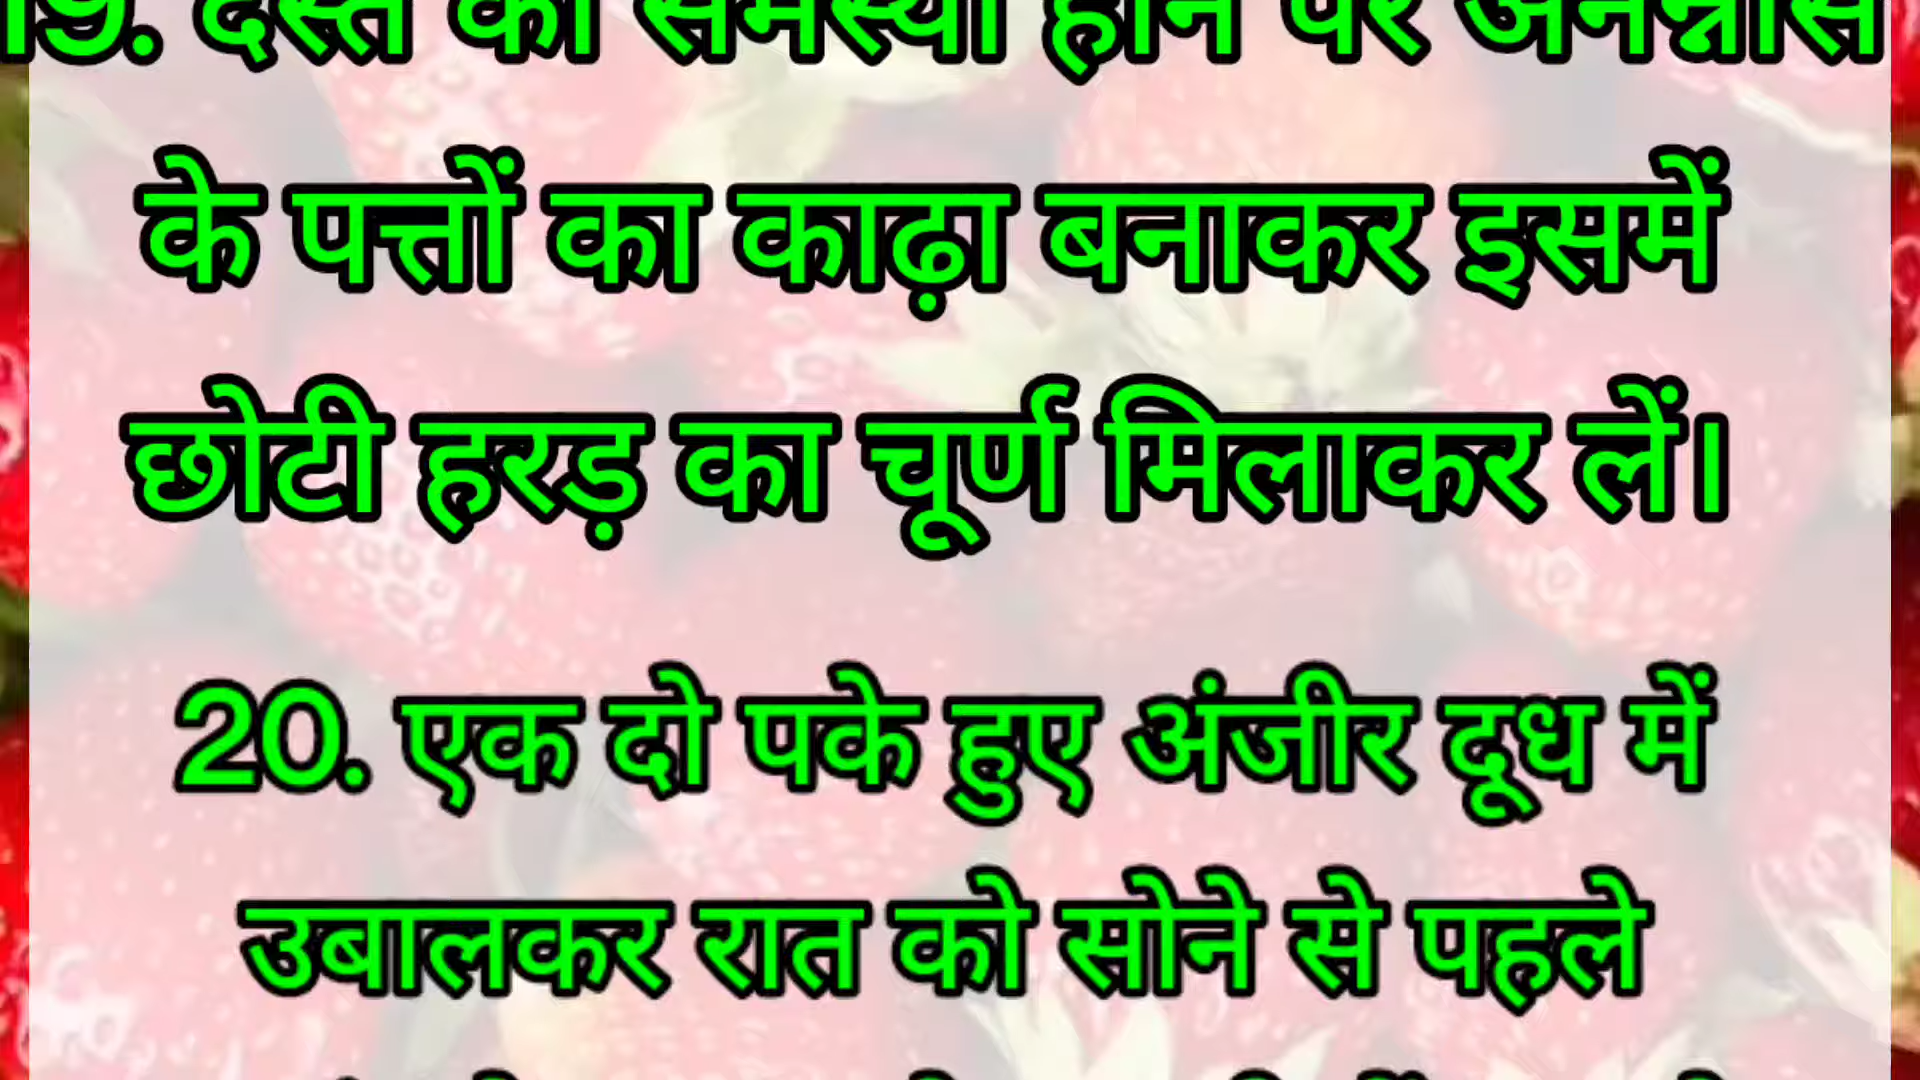 19. दस्त की समस्या होने पर अनन्नास
के पत्तों का काढ़ा बनाकर इसमें
छोटी हरड़ का चूर्ण मिलाकर लें।
20. एक दो पके हुए अंजीर दूध में
उबालकर रात को सोने से पहले